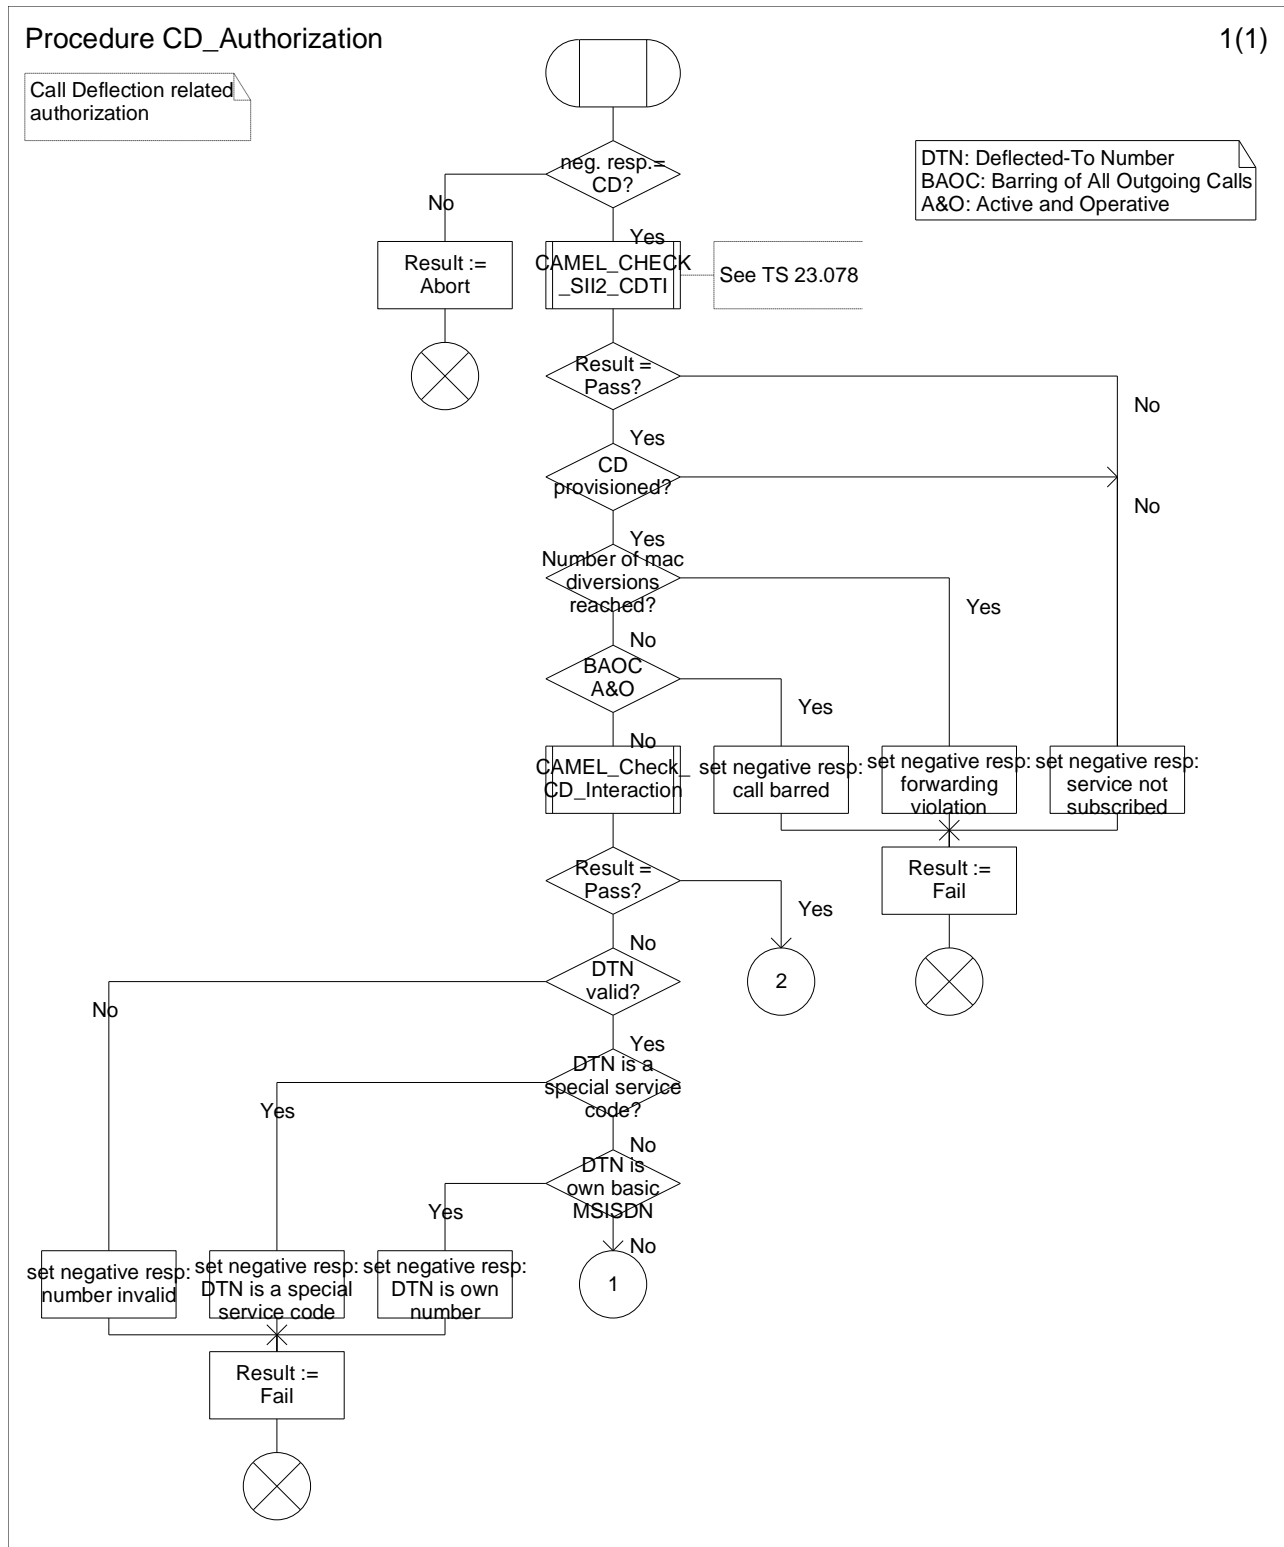 Procedure CD_Authorization
1(1)
Call Deflection related
authorization
DTN: Deflected-To Number
BAOC: Barring of All Outgoing Calls
A&O: Active and Operative
neg. resp.=
CD?
No
Yes
Result :=
Abort
CAMEL_CHECK
_SII2_CDTI
See TS 23.078
Result =
Pass?
No
Yes
CD
provisioned?
No
Yes
Number of mac
diversions
reached?
Yes
No
BAOC
A&O
Yes
No
CAMEL_Check_
CD_Interaction
set negative resp:
call barred
set negative resp:
forwarding
violation
set negative resp:
service not
subscribed
Result =
Pass?
Result :=
Fail
Yes
No
DTN
valid?
2
No
Yes
DTN is a
special service
code?
Yes
No
DTN is
own basic
MSISDN
Yes
No
set negative resp:
number invalid
set negative resp:
DTN is a special
service code
set negative resp:
DTN is own
number
1
Result :=
Fail